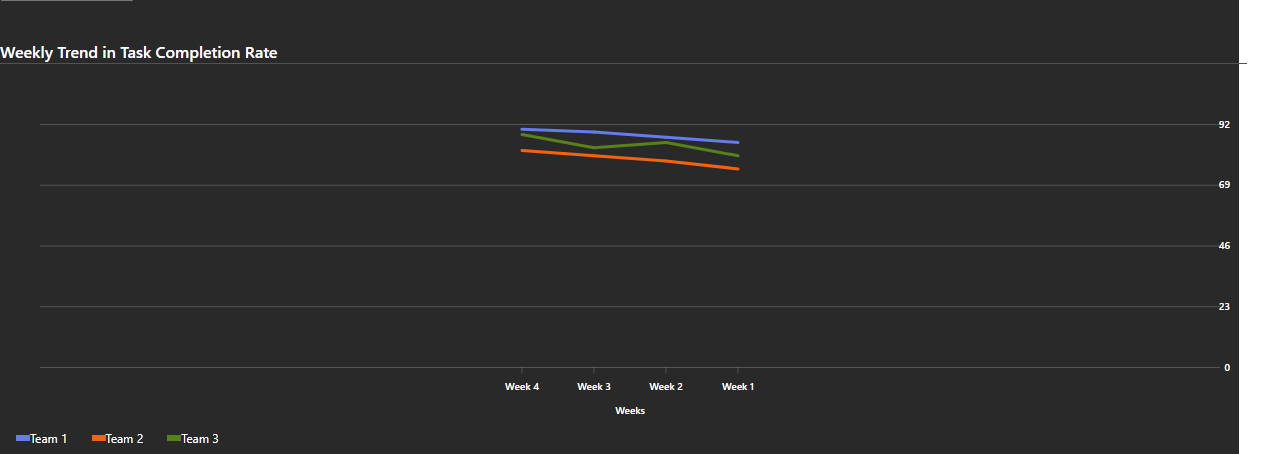 Weekly Trend in Task Completion Rate
92
69
46
23
0
Week 4 Week 3 Week 2 Week 1
Weeks
Team 1 Team 2 Team 3